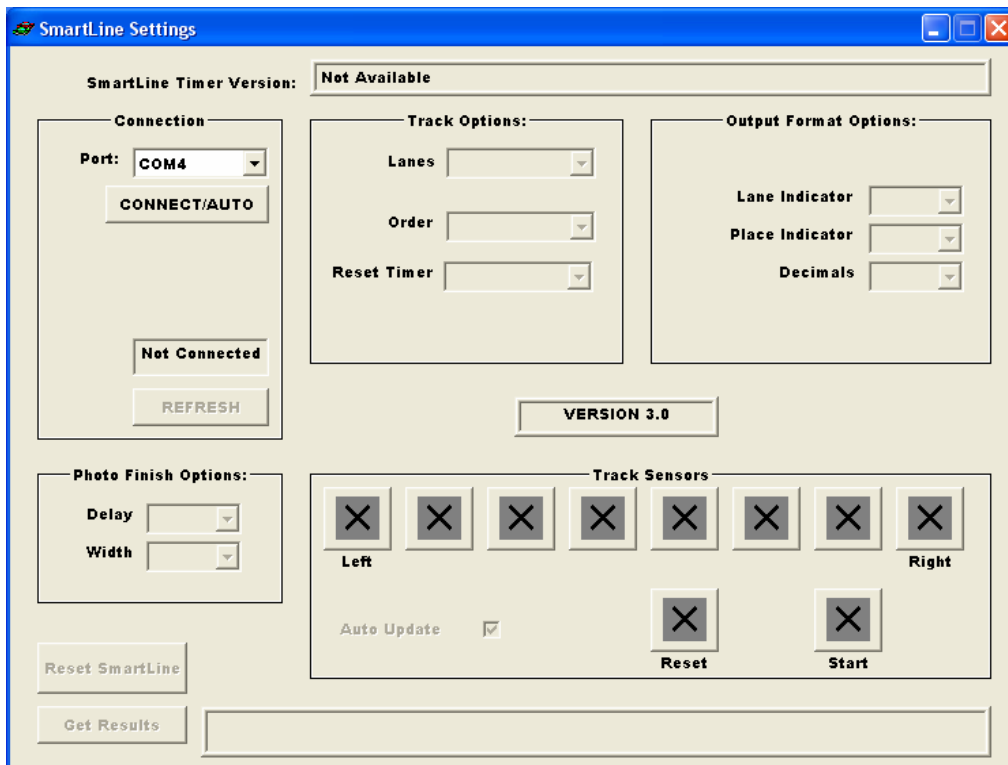 SmartLine Settings
SmartLine Timer Version: Not Available
Connection
Port: COM4
CONNECT/AUTO
Not Connected
REFRESH
Track Options:
Lanes
Order
Reset Timer
Output Format Options:
Lane Indicator
Place Indicator
Decimals
VERSION 3.0
Photo Finish Options:
Delay
Width
Track Sensors
Left
Right
Auto Update
Reset
Start
Reset SmartLine
Get Results